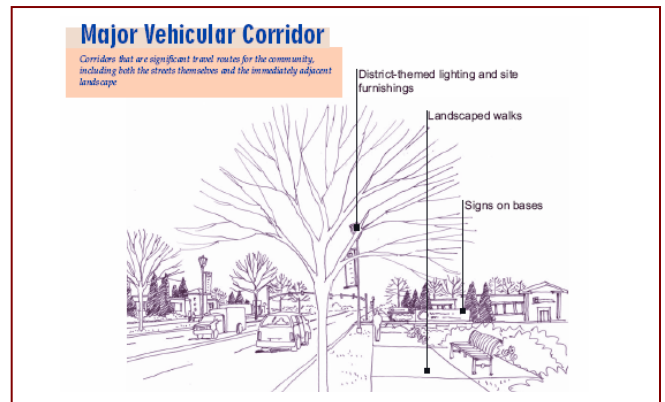 Major Vehicular Corridor
Corridors that are significant travel routes for the community,
including both the streets themselves and the immediately adjacent
landscape
District-themed lighting and site
furnishings
Landscaped walks
Signs on bases